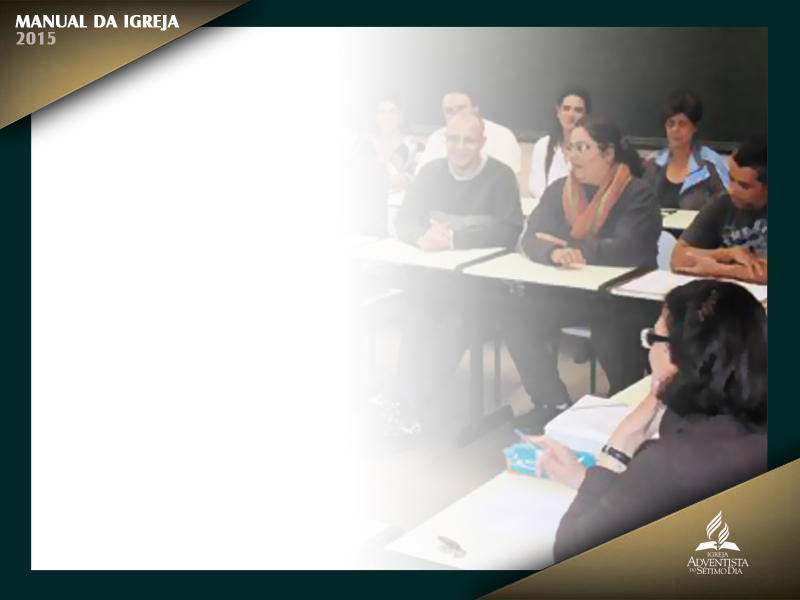 MANUAL DA IGREJA
2015
IGREJA
ADVENTISTA
DO SÉTIMO DIA